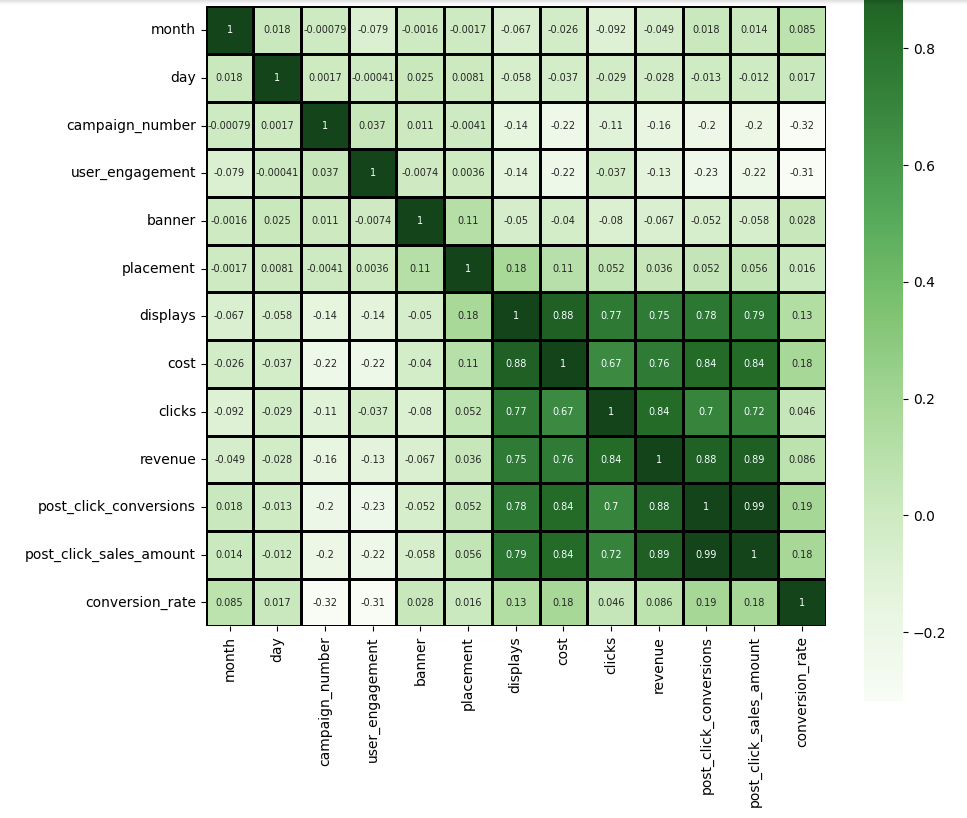 month 1 0.018 -0.00079 -0.079 -0.0016 -0.0017 -0.067 -0.026 -0.092 -0.049 0.018 0.014 0.085
day 0.018 1 0.0017 -0.00041 0.025 0.0081 -0.058 -0.037 -0.029 -0.028 -0.013 -0.012 0.017
campaign_number -0.00079 0.0017 1 0.037 0.011 -0.0041 -0.14 -0.22 -0.11 -0.16 -0.2 -0.2 -0.32
user_engagement -0.079 -0.00041 0.037 1 -0.0074 0.0036 -0.14 -0.22 -0.037 -0.13 -0.23 -0.22 -0.31
banner -0.0016 0.025 0.011 -0.0074 1 0.11 -0.05 -0.04 -0.08 -0.067 -0.052 -0.058 0.028
placement -0.0017 0.0081 -0.0041 0.0036 0.11 1 0.18 0.11 0.052 0.036 0.052 0.056 0.016
displays -0.067 -0.058 -0.14 -0.14 -0.05 0.18 1 0.88 0.77 0.75 0.78 0.79 0.13
cost -0.026 -0.037 -0.22 -0.22 -0.04 0.11 0.88 1 0.67 0.76 0.84 0.84 0.18
clicks -0.092 -0.029 -0.11 -0.037 -0.08 0.052 0.77 0.67 1 0.84 0.7 0.72 0.046
revenue -0.049 -0.028 -0.16 -0.13 -0.067 0.036 0.75 0.76 0.84 1 0.88 0.89 0.086
post_click_conversions 0.018 -0.013 -0.2 -0.23 -0.052 0.052 0.78 0.84 0.7 0.88 1 0.99 0.19
post_click_sales_amount 0.014 -0.012 -0.2 -0.22 -0.058 0.056 0.79 0.84 0.72 0.89 0.99 1 0.18
conversion_rate 0.085 0.017 -0.32 -0.31 0.028 0.016 0.13 0.18 0.046 0.086 0.19 0.18 1
month
day
campaign_number
user_engagement
banner
placement
displays
cost
clicks
revenue
post_click_conversions
post_click_sales_amount
conversion_rate
0.8
0.6
0.4
0.2
0.0
−0.2